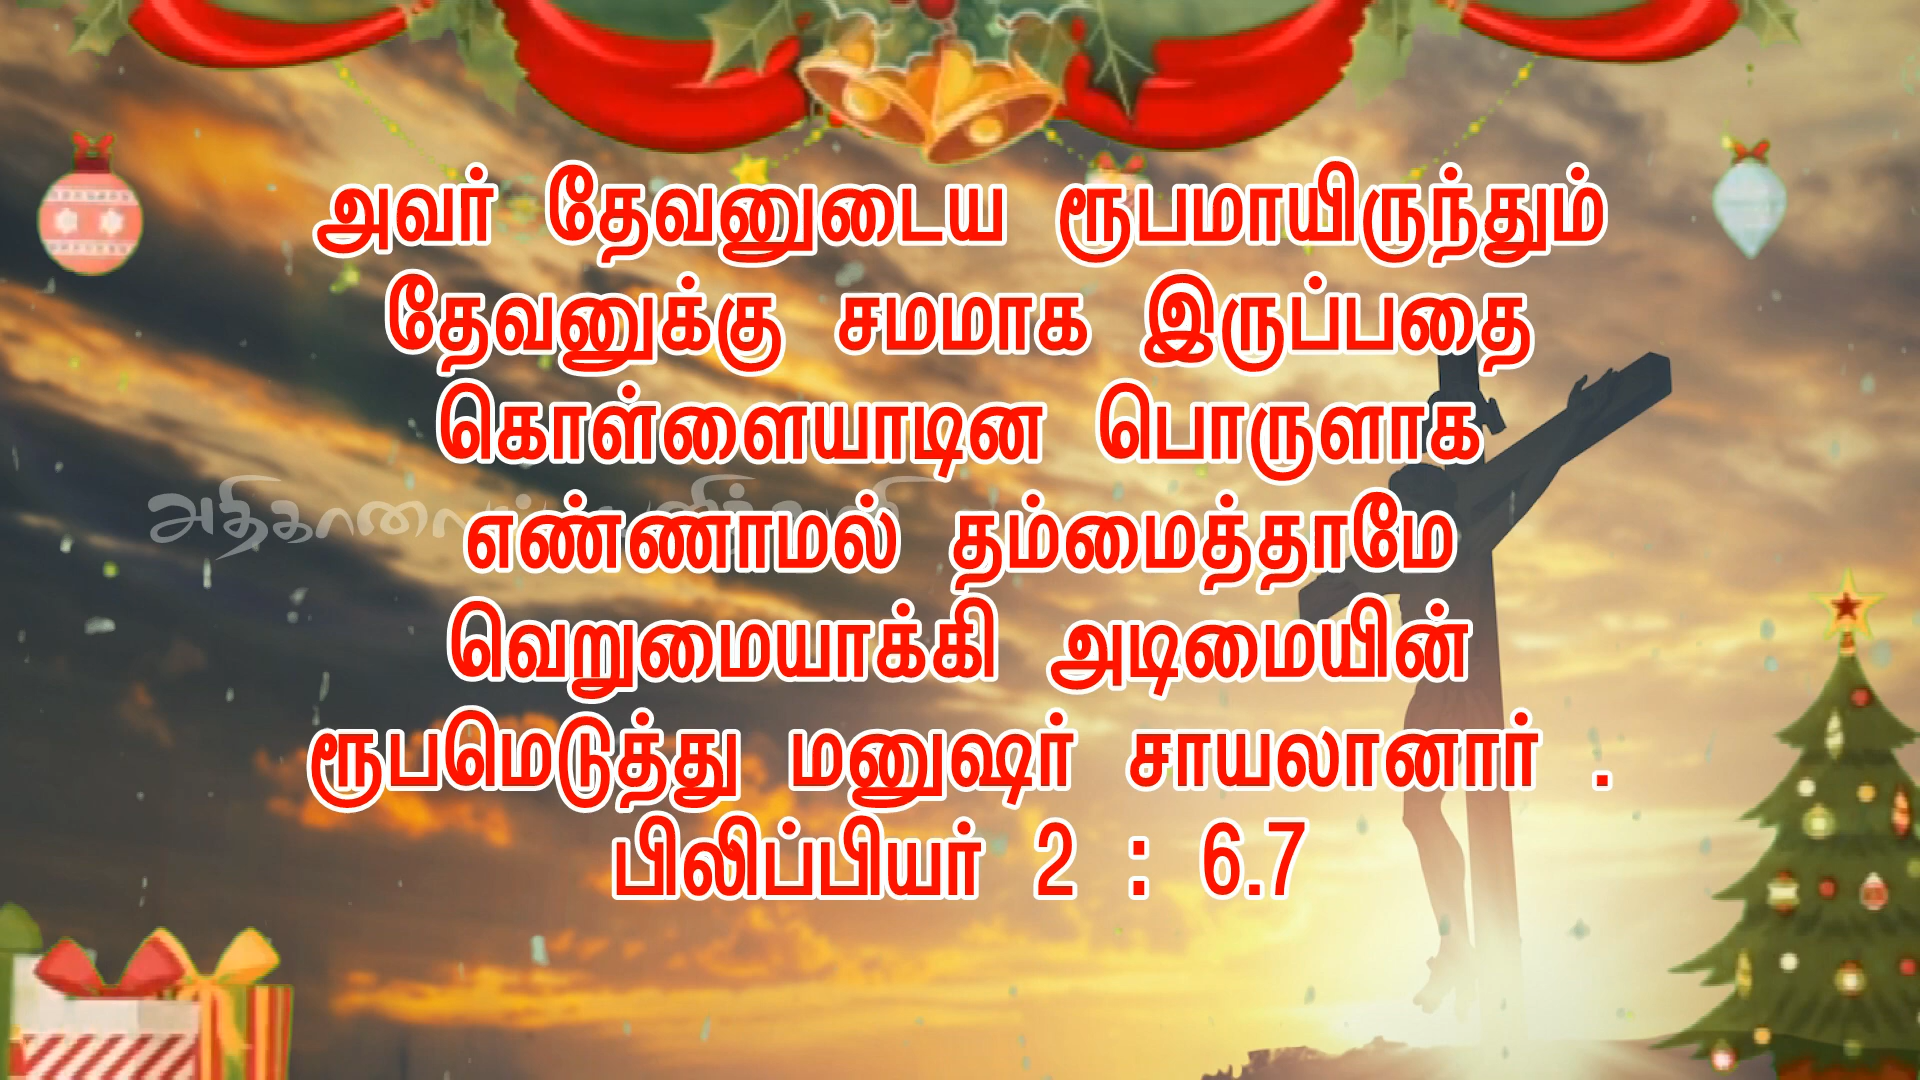 அவர் தேவனுடைய ரூபமாயிருந்தும்
தேவனுக்கு சமமாக இருப்பதை
கொள்ளையாடின பொருளாக
எண்ணாமல் தம்மைத்தாமே
வெறுமையாக்கி அடிமையின்
ரூபமெடுத்து மனுஷர் சாயலானார் .
பிலிப்பியர் 2 : 6.7